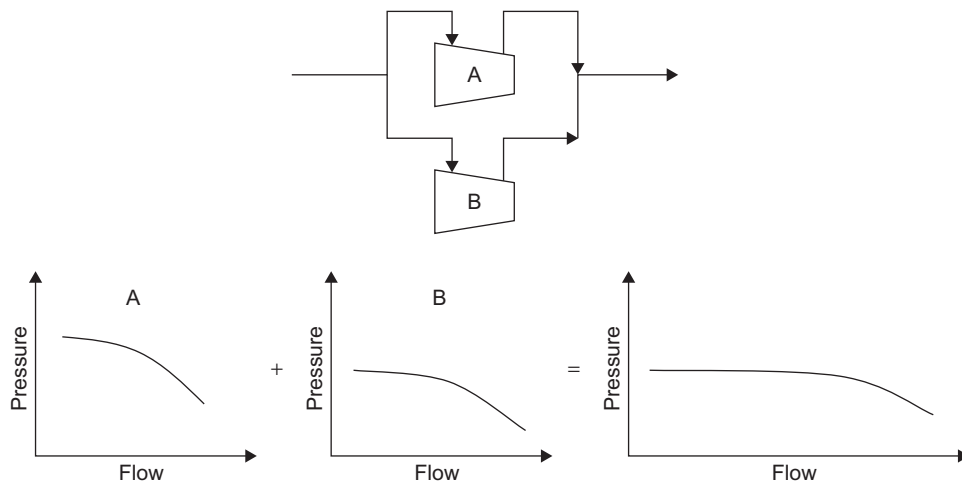 A
B
A
B
Pressure
Pressure
Pressure
+
=
Flow
Flow
Flow